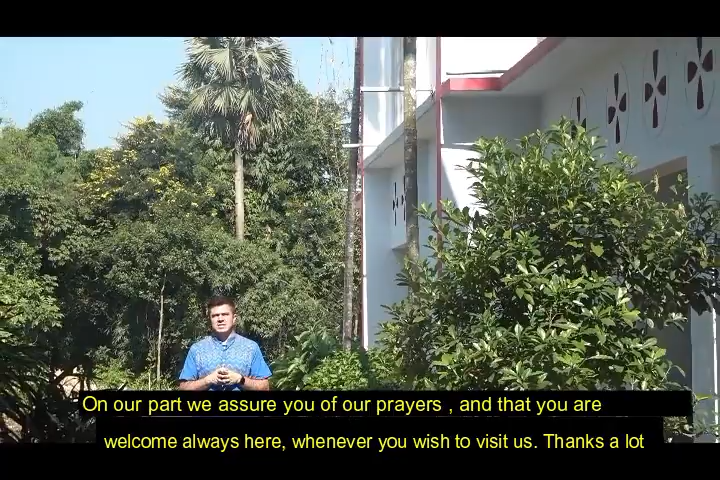 On our part we assure you of our prayers , and that you are
welcome always here, whenever you wish to visit us. Thanks a lot